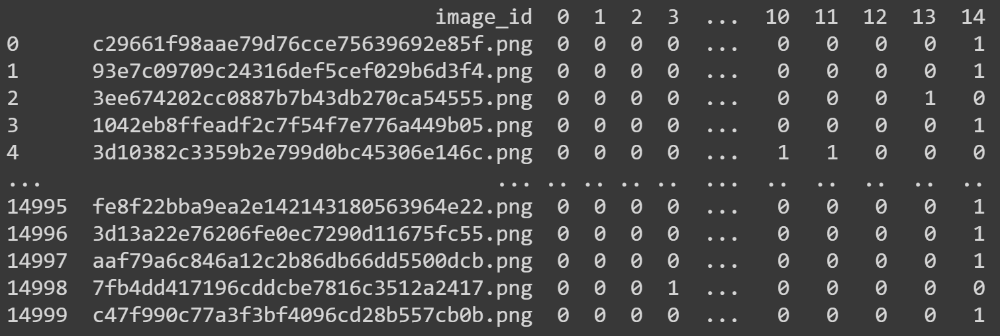 image_id 0 1 2 3 ... 10 11 12 13 14
0 c29661f98aae79d76cce75639692e85f.png 0 0 0 0 ... 0 0 0 0 1
1 93e7c09709c24316def5cef029b6d3f4.png 0 0 0 0 ... 0 0 0 0 1
2 3ee674202cc0887b7b43db270ca54555.png 0 0 0 0 ... 0 0 0 1 0
3 1042eb8ffeadf2c7f54f7e776a449b05.png 0 0 0 0 ... 0 0 0 0 1
4 3d10382c3359b2e799d0bc45306e146c.png 0 0 0 0 ... 1 1 0 0 0
... ... .. .. .. .. ... .. .. .. .. ..
14995 fe8f22bba9ea2e142143180563964e22.png 0 0 0 0 ... 0 0 0 0 1
14996 3d13a22e76206fe0ec7290d11675fc55.png 0 0 0 0 ... 0 0 0 0 1
14997 aaf79a6c846a12c2b86db66dd5500dcb.png 0 0 0 0 ... 0 0 0 0 1
14998 7fb4dd417196cddcbe7816c3512a2417.png 0 0 0 1 ... 0 0 0 0 0
14999 c47f990c77a3f3bf4096cd28b557cb0b.png 0 0 0 0 ... 0 0 0 0 1